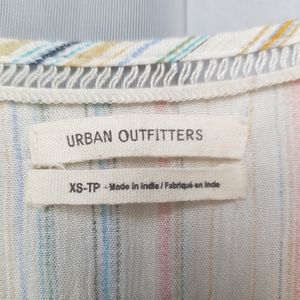 URBAN OUTFITTERS
XS-TP - Made in India / Fabriqué en Inde